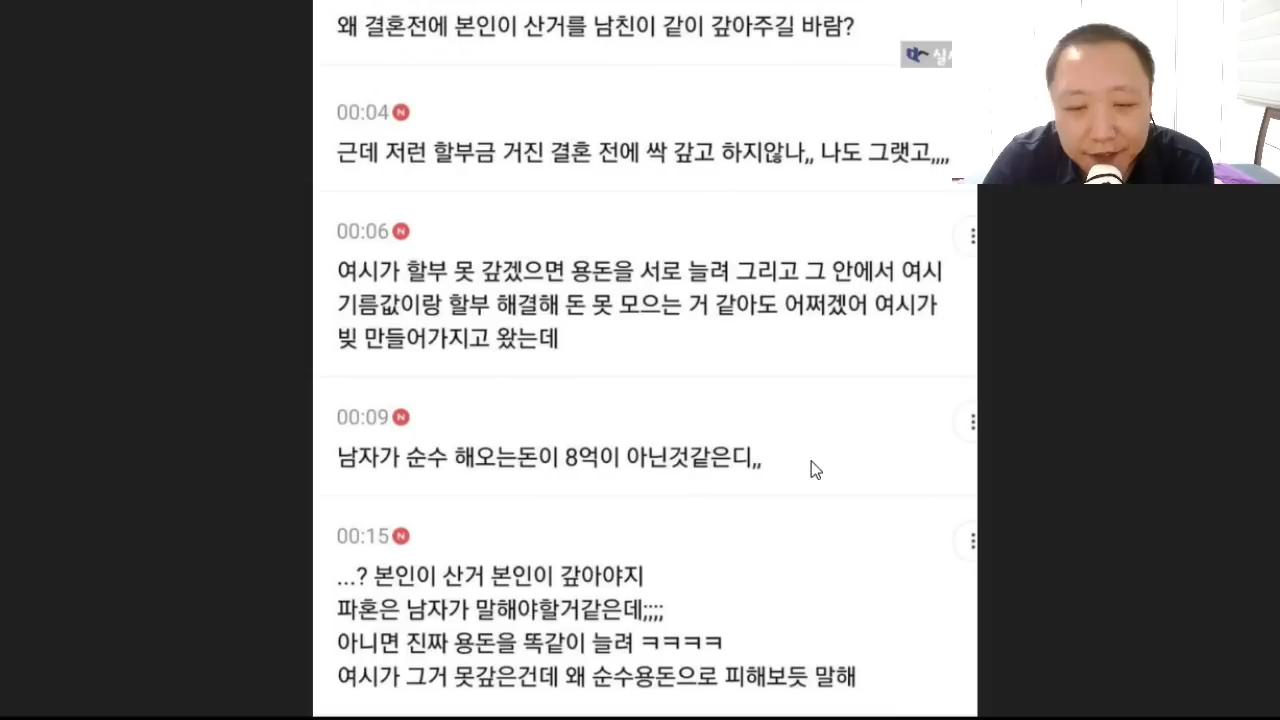 왜 결혼전에 본인이 산거를 남친이 같이 갚아주길 바람?
00:04 N
근데 저런 할부금 거진 결혼 전에 싹 갚고 하지않나,, 나도 그랫고,,,,
00:06 N
여시가 할부 못 갚겠으면 용돈을 서로 늘려 그리고 그 안에서 여시
기름값이랑 할부 해결해 돈 못 모으는 거 같아도 어쩌겠어 여시가
빚 만들어가지고 왔는데
00:09 N
남자가 순수 해오는돈이 8억이 아닌것같은디,,
00:15 N
...? 본인이 산거 본인이 갚아야지
파혼은 남자가 말해야할거같은데;;;;
아니면 진짜 용돈을 똑같이 늘려 ㅋㅋㅋㅋ
여시가 그거 못갚은건데 왜 순수용돈으로 피해보듯 말해